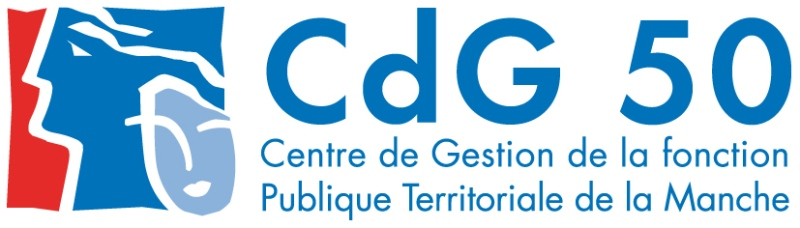 CdG 50
Centre de Gestion de la fonction
Publique Territoriale de la Manche